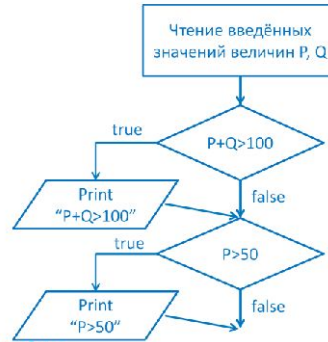 Чтение введённых
значений величин P, Q
true
P+Q>100
Print
“P+Q>100”
false
true
P>50
Print
“P>50”
false